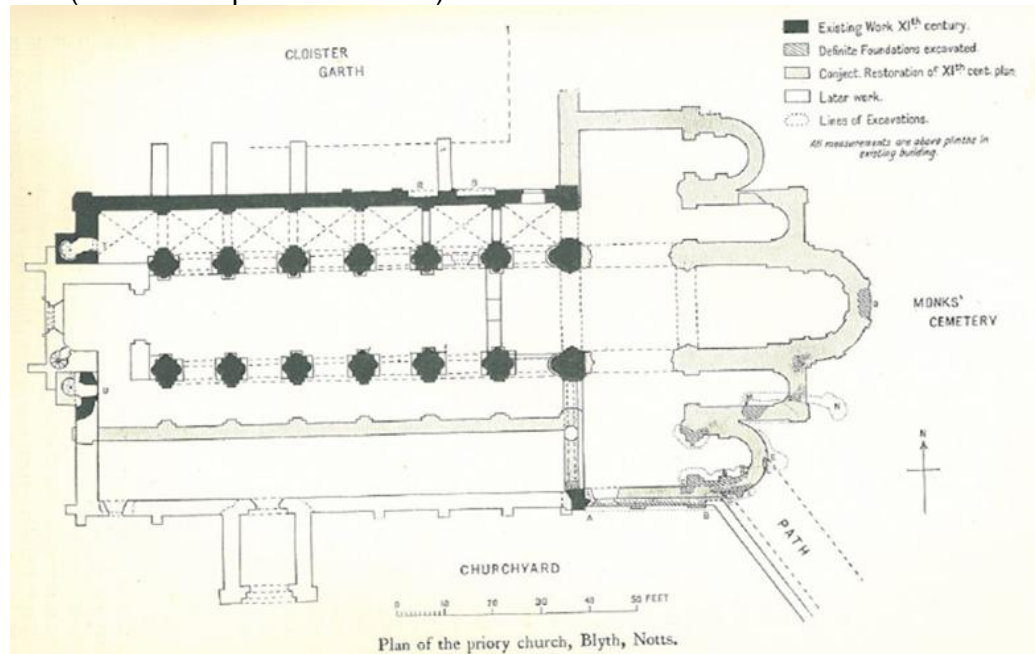 CLOISTER
GARTH
Existing Work XIth century.
Definite Foundations excavated.
Conject. Restoration of XIth cent. plan
Later work.
Lines of Excavations.
All measurements are above plinths in
existing building.
MONKS'
CEMETERY
N
N
A
B
PATH
CHURCHYARD
0 10 20 30 40 50 FEET
Plan of the priory church, Blyth, Notts.